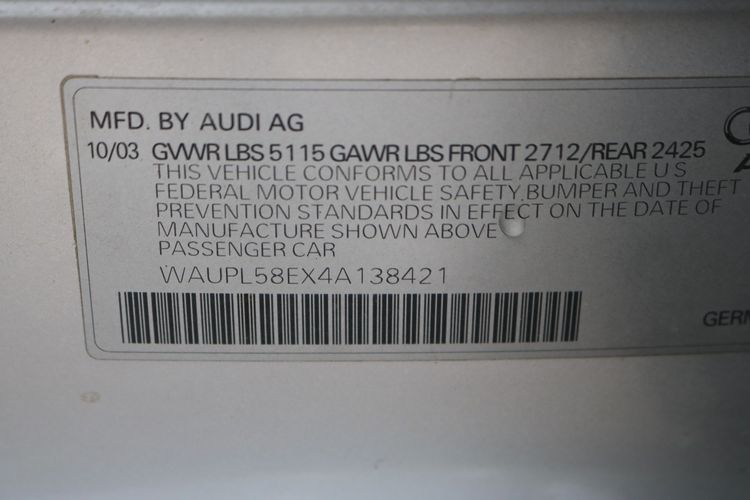 MFD. BY AUDI AG
10/03 GVWR LBS 5115 GAWR LBS FRONT 2712/REAR 2425
THIS VEHICLE CONFORMS TO ALL APPLICABLE U S
FEDERAL MOTOR VEHICLE SAFETY, BUMPER AND THEFT
PREVENTION STANDARDS IN EFFECT ON THE DATE OF
MANUFACTURE SHOWN ABOVE
PASSENGER CAR
WAUPL58EX4A138421